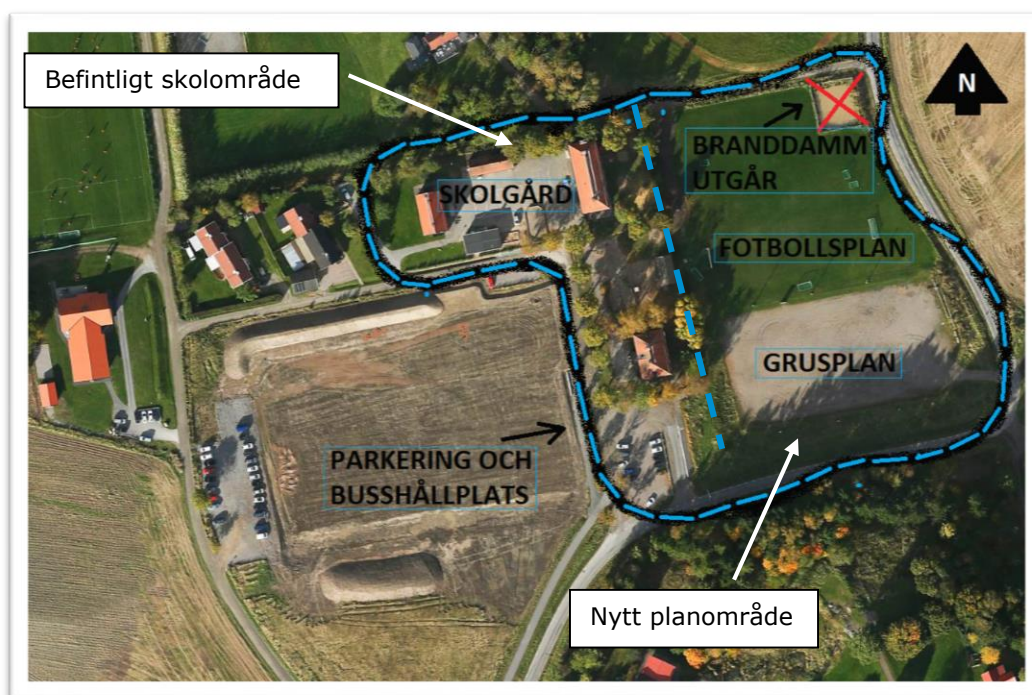 Befintligt skolområde
N
BRANDDAMM
UTGÅR
SKOLGÅRD
FOTBOLLSPLAN
GRUSPLAN
PARKERING OCH
BUSSHÅLLPLATS
Nytt planområde